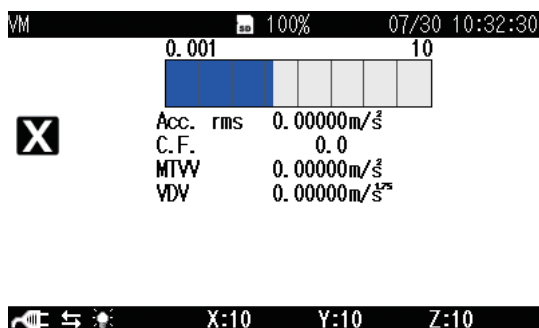 VM SD 100% 07/30 10:32:30
0.001 10
X
Acc. rms 0.00000m/s²
C.F. 0.0
MTVV 0.00000m/s²
VDV 0.00000m/s¹·⁷⁵
X:10 Y:10 Z:10